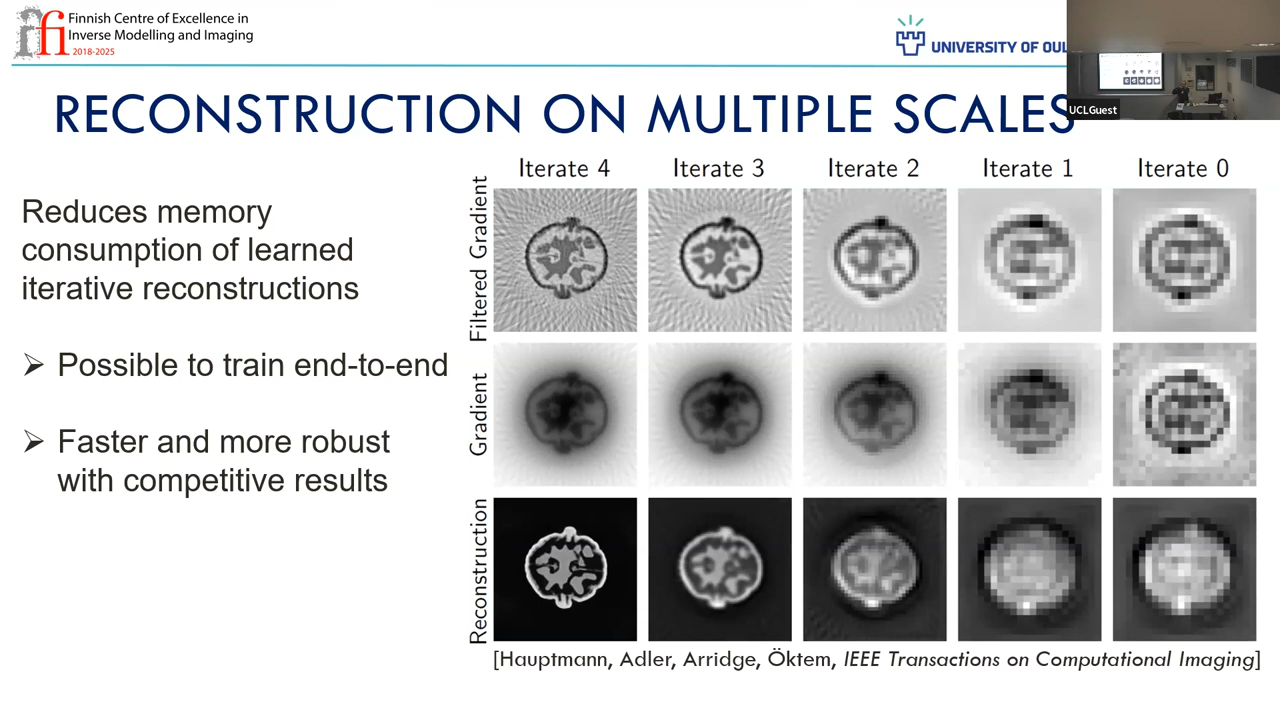 Finnish Centre of Excellence in
Inverse Modelling and Imaging
2018-2025
fi
UNIVERSITY OF OUL
UCLGuest
RECONSTRUCTION ON MULTIPLE SCALES
Reduces memory
consumption of learned
iterative reconstructions
➢ Possible to train end-to-end
➢ Faster and more robust
with competitive results
Iterate 4 Iterate 3 Iterate 2 Iterate 1 Iterate 0
Filtered Gradient
Gradient
Reconstruction
[Hauptmann, Adler, Arridge, Öktem, IEEE Transactions on Computational Imaging]